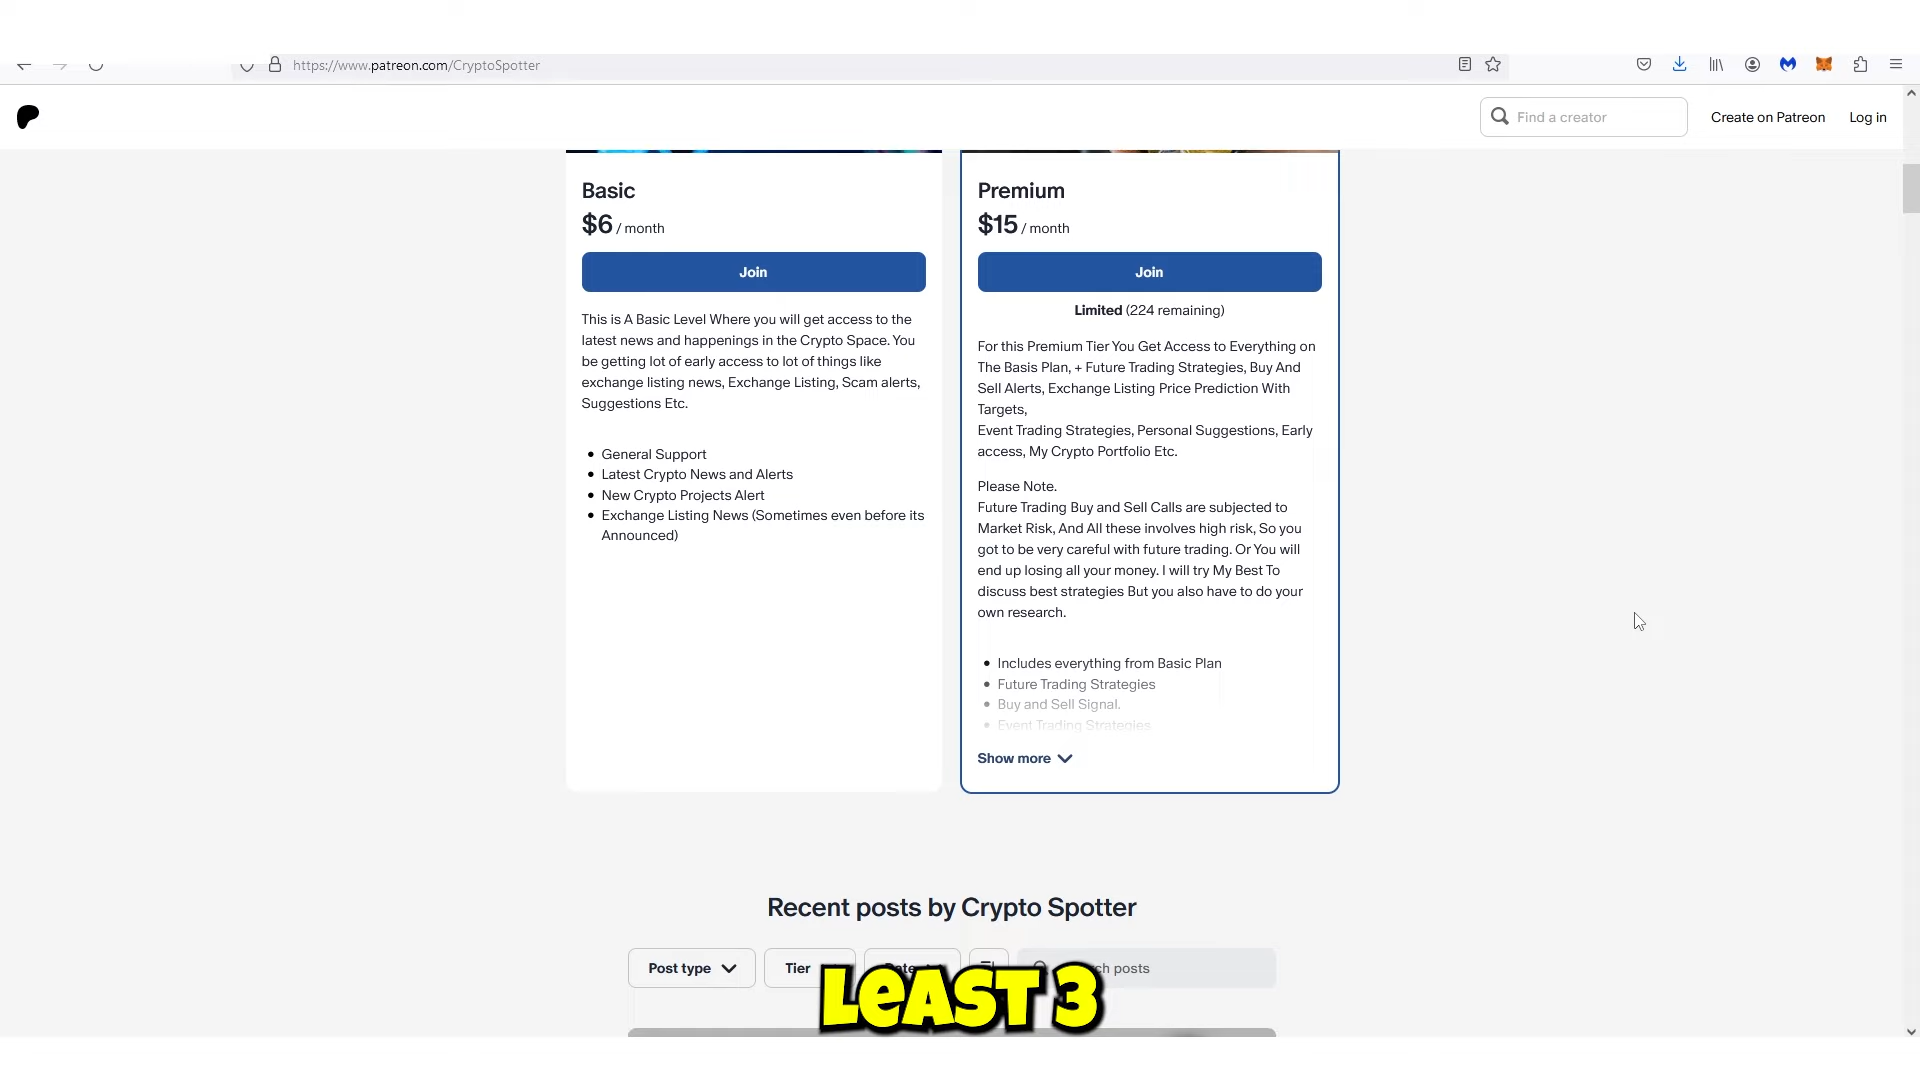 https://www.patreon.com/CryptoSpotter
Find a creator
Create on Patreon
Log in
Basic
$6 / month
Join
This is A Basic Level Where you will get access to the
latest news and happenings in the Crypto Space. You
be getting lot of early access to lot of things like
exchange listing news, Exchange Listing, Scam alerts,
Suggestions Etc.
General Support
Latest Crypto News and Alerts
New Crypto Projects Alert
Exchange Listing News (Sometimes even before its
Announced)
Premium
$15 / month
Join
Limited (224 remaining)
For this Premium Tier You Get Access to Everything on
The Basis Plan, + Future Trading Strategies, Buy And
Sell Alerts, Exchange Listing Price Prediction With
Targets,
Event Trading Strategies, Personal Suggestions, Early
access, My Crypto Portfolio Etc.
Please Note.
Future Trading Buy and Sell Calls are subjected to
Market Risk, And All these involves high risk, So you
got to be very careful with future trading. Or You will
end up losing all your money. I will try My Best To
discuss best strategies But you also have to do your
own research.
Includes everything from Basic Plan
Future Trading Strategies
Buy and Sell Signal.
Event Trading Strategies
Show more
Recent posts by Crypto Spotter
Post type
Tier
posts
LEAST 3